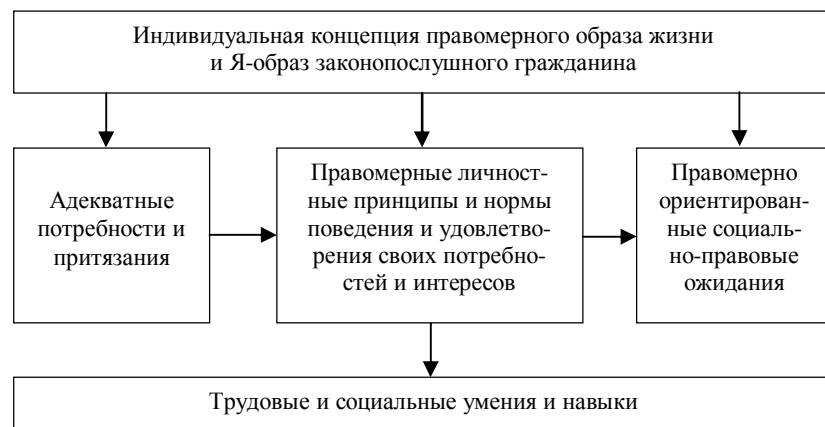 Индивидуальная концепция правомерного образа жизни
и Я-образ законопослушного гражданина
Адекватные
потребности и
притязания
Правомерные личност-
ные принципы и нормы
поведения и удовлетво-
рения своих потребно-
стей и интересов
Правомерно
ориентирован-
ные социаль-
но-правовые
ожидания
Трудовые и социальные умения и навыки